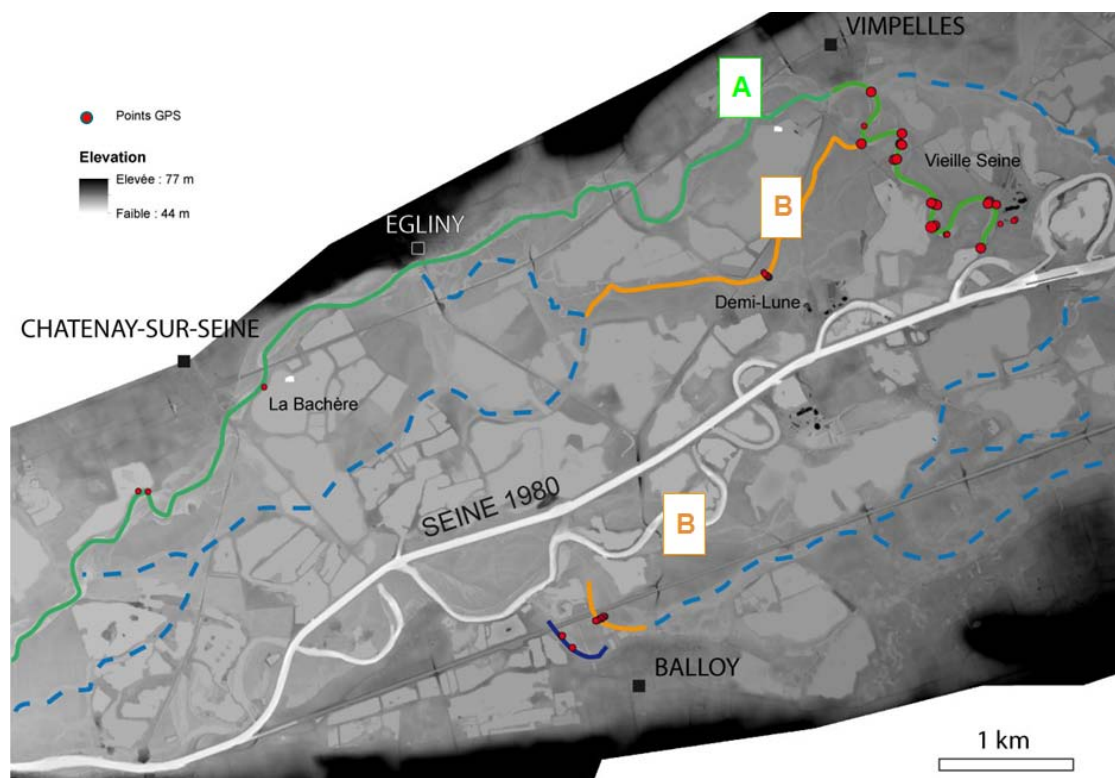 VIMPELLES
A
Points GPS
Elevation
Elevée : 77 m
Faible : 44 m
Vieille Seine
B
EGLINY
Demi-Lune
CHATENAY-SUR-SEINE
La Bachère
SEINE 1980
B
BALLOY
1 km